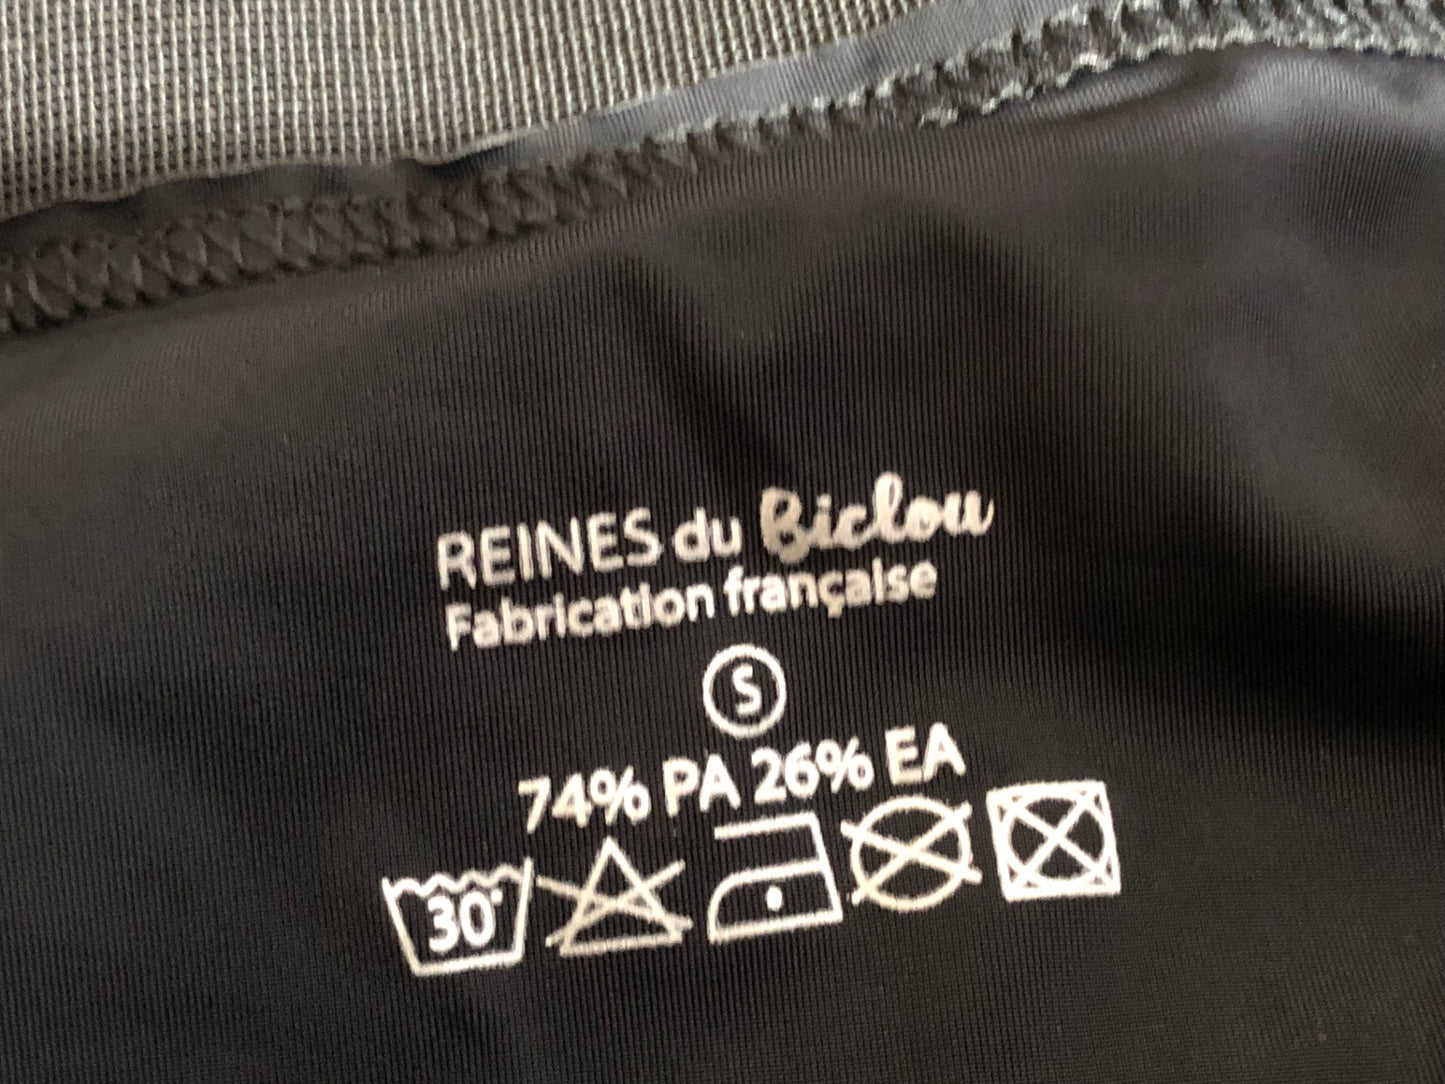 REINES du Biclou
Fabrication française
S
74% PA 26% EA
30°